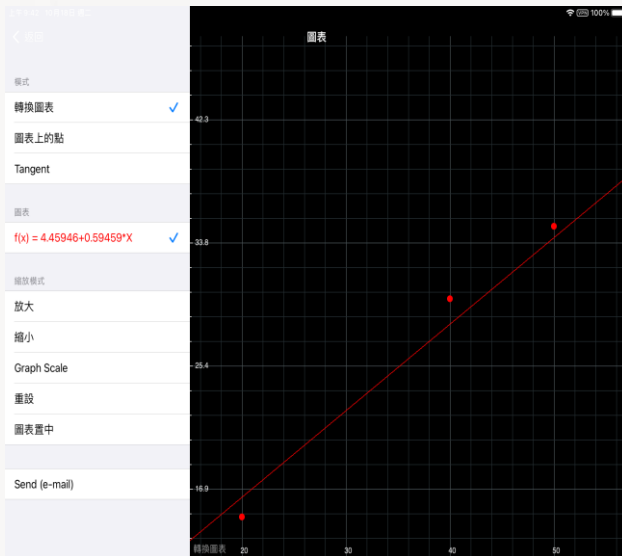 100%
圖表
模式
轉換圖表
圖表上的點
Tangent
圖表
f(x) = 4.45946+0.59459*X
縮放模式
放大
縮小
Graph Scale
重設
圖表置中
Send (e-mail)
42.3
33.8
25.4
16.9
轉換圖表
20
30
40
50